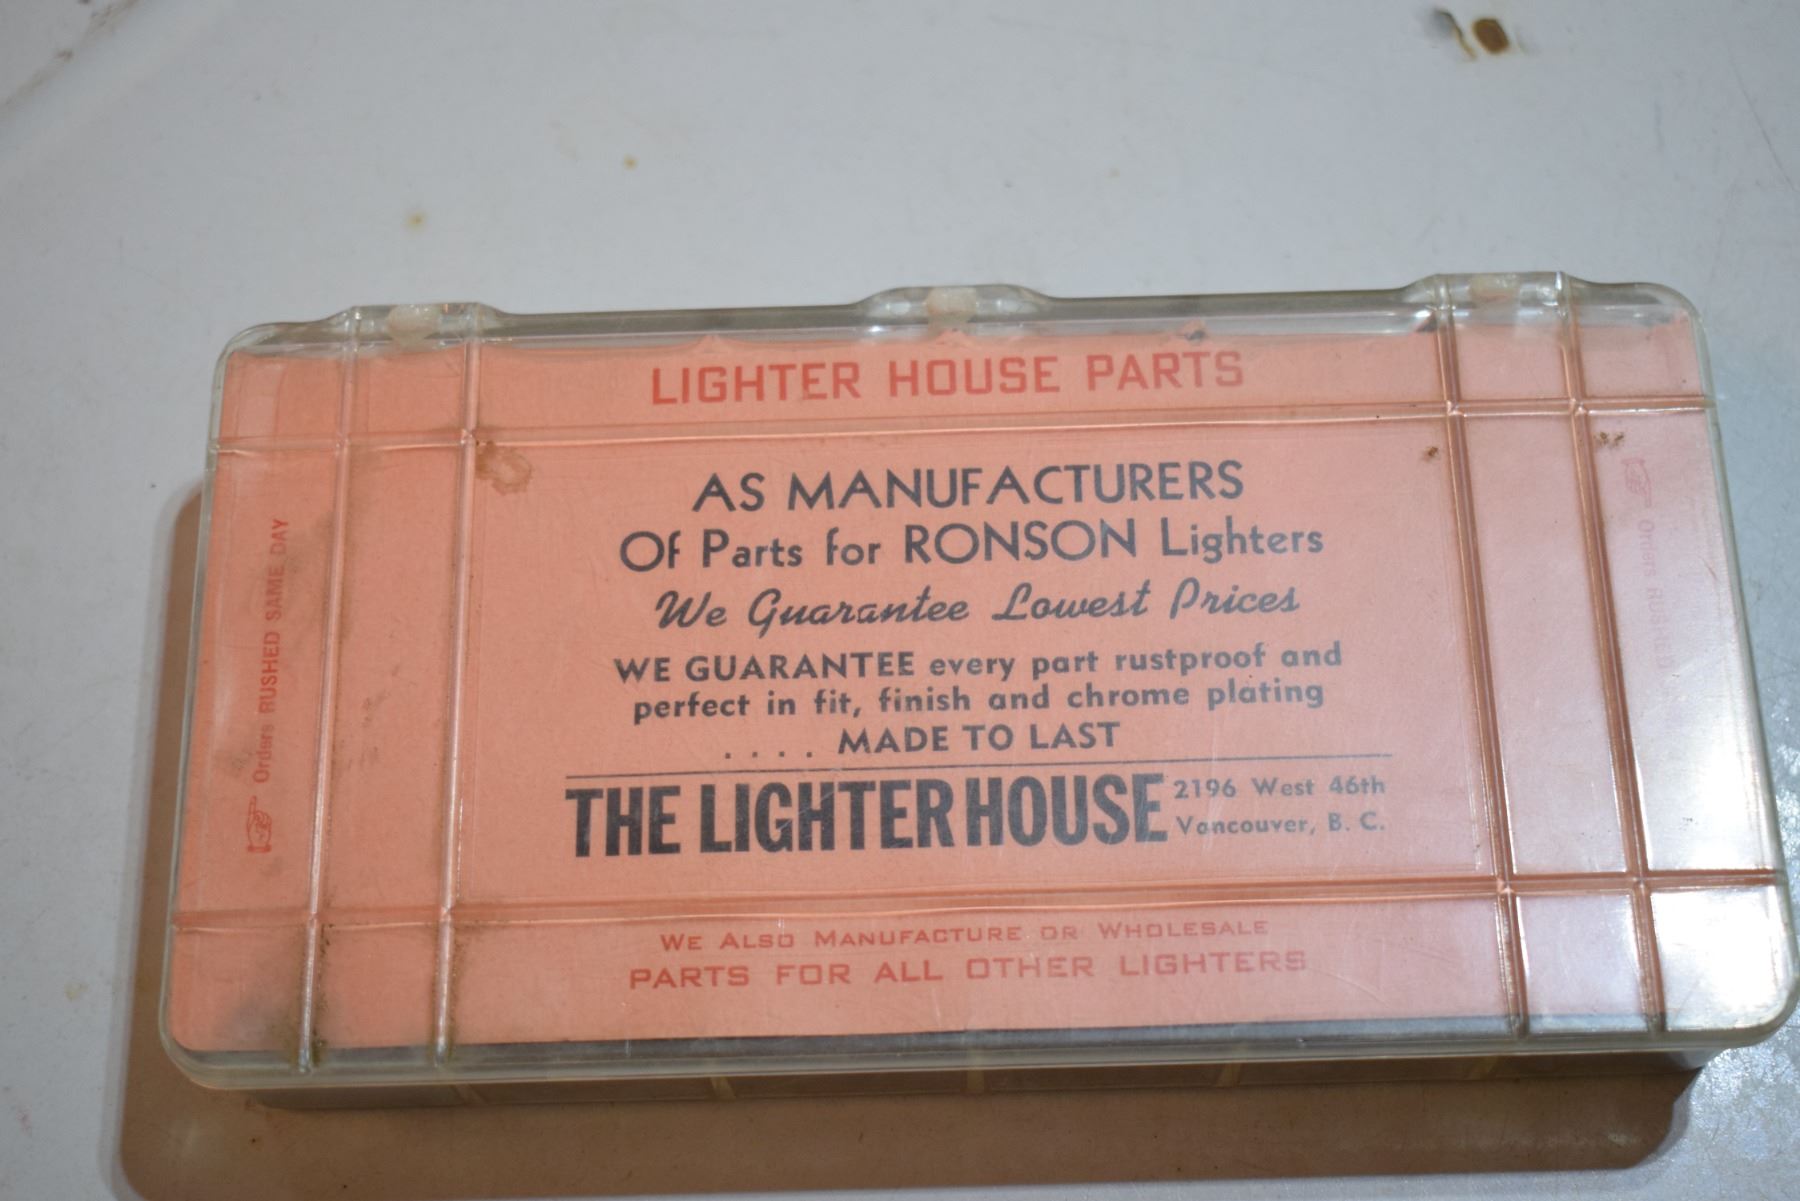 LIGHTER HOUSE PARTS
AS MANUFACTURERS
Of Parts for RONSON Lighters
We Guarantee Lowest Prices
WE GUARANTEE every part rustproof and
perfect in fit, finish and chrome plating
. . . . MADE TO LAST
THE LIGHTER HOUSE
2196 West 46th
Vancouver, B. C.
WE ALSO MANUFACTURE OR WHOLESALE
PARTS FOR ALL OTHER LIGHTERS
Orders RUSHED SAME DAY
Orders RUSHED